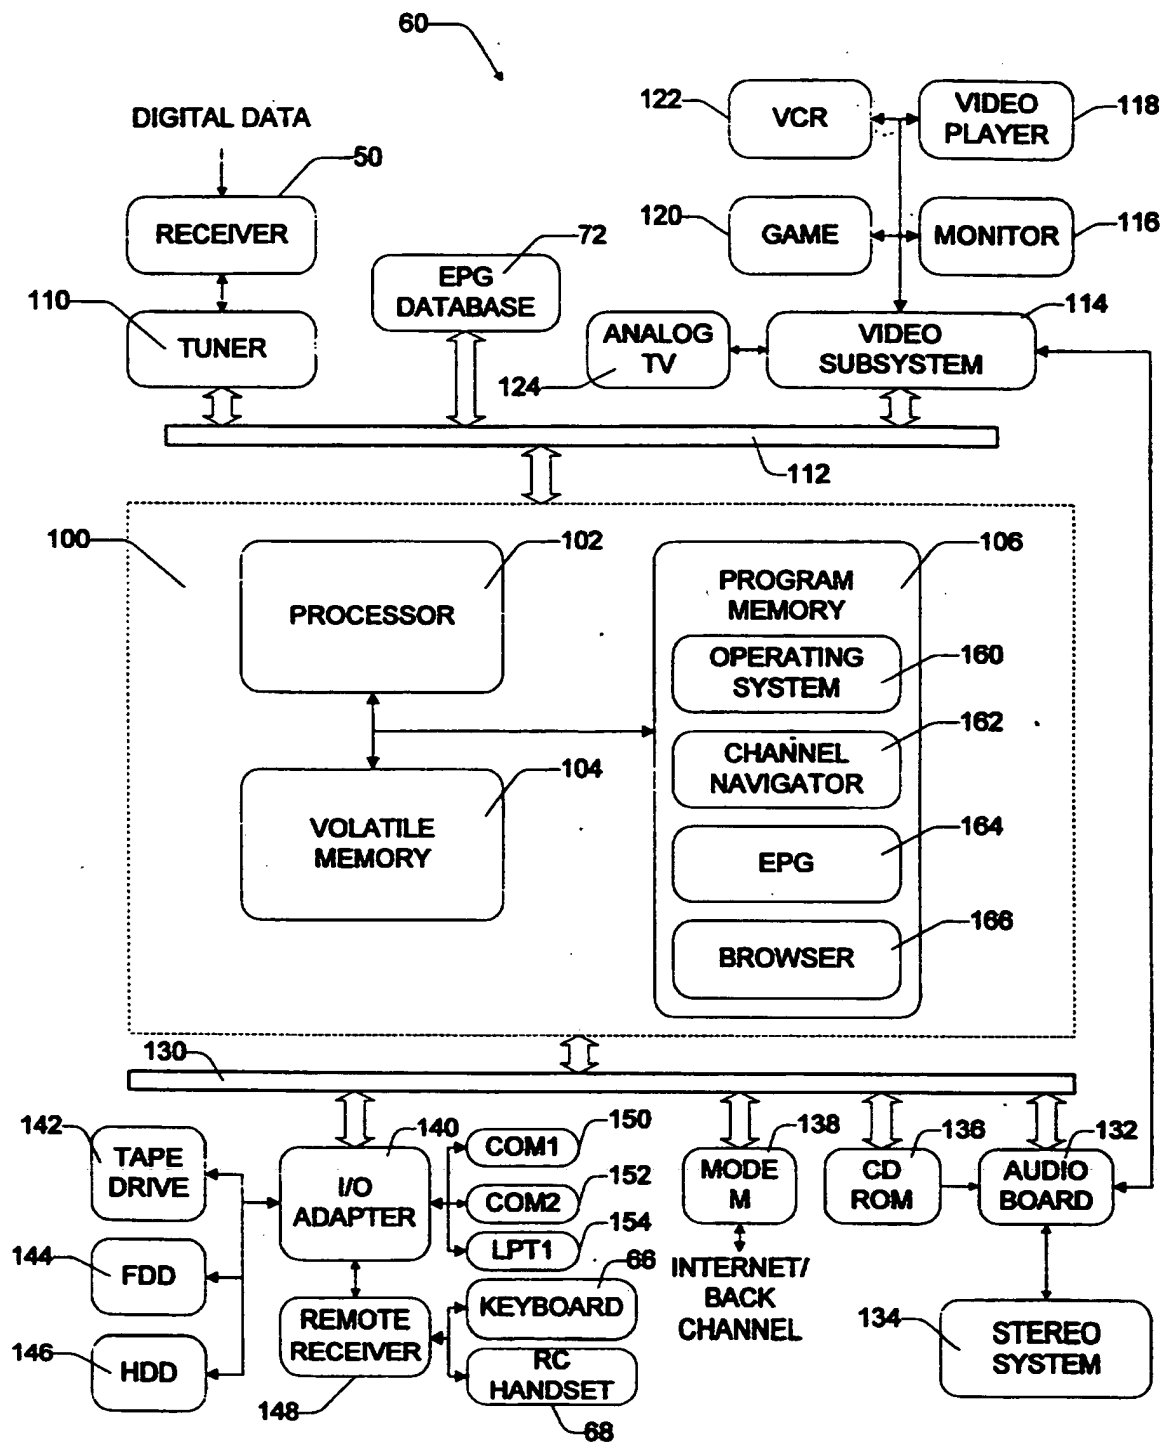 60
DIGITAL DATA
50
RECEIVER
110
TUNER
72
EPG
DATABASE
122
VCR
VIDEO
PLAYER
118
120
GAME
MONITOR
116
ANALOG
TV
124
VIDEO
SUBSYSTEM
114
112
100
102
PROCESSOR
104
VOLATILE
MEMORY
106
PROGRAM
MEMORY
OPERATING
SYSTEM
160
CHANNEL
NAVIGATOR
162
EPG
164
BROWSER
166
130
142
TAPE
DRIVE
144
FDD
146
HDD
140
I/O
ADAPTER
COM1
150
COM2
152
LPT1
154
REMOTE
RECEIVER
148
66
KEYBOARD
RC
HANDSET
68
138
MODE
M
INTERNET/
BACK
CHANNEL
136
CD
ROM
132
AUDIO
BOARD
134
STEREO
SYSTEM